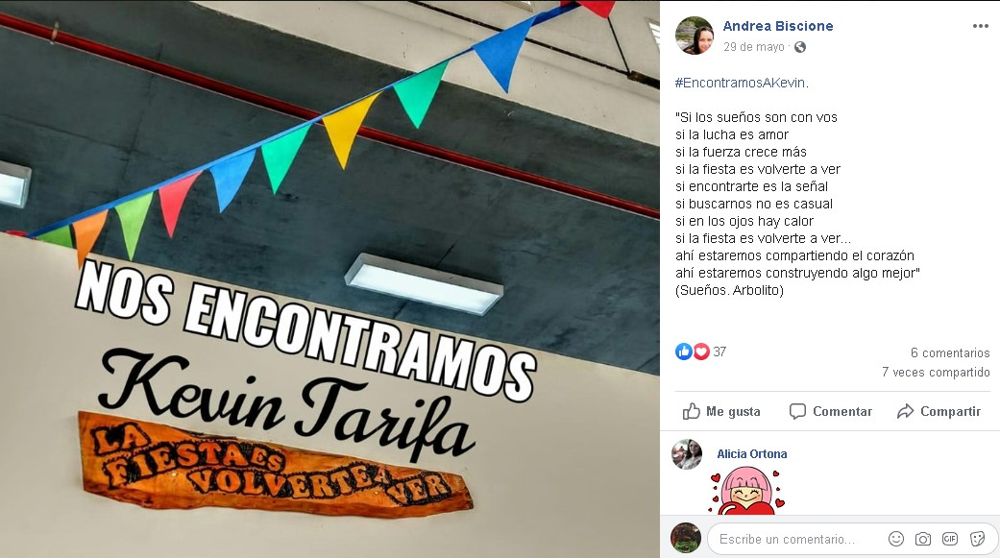 NOS ENCONTRAMOS
Kevin Tarifa
LA
FIESTA ES
VOLVERTE A
VER
Andrea Biscione
29 de mayo ·
#EncontramosAKevin.
"Si los sueños son con vos
si la lucha es amor
si la fuerza crece más
si la fiesta es volverte a ver
si encontrarte es la señal
si buscarnos no es casual
si en los ojos hay calor
si la fiesta es volverte a ver...
ahí estaremos compartiendo el corazón
ahí estaremos construyendo algo mejor"
(Sueños. Arbolito)
37
6 comentarios
7 veces compartido
Me gusta
Comentar
Compartir
Alicia Ortona
Escribe un comentario...
GIF